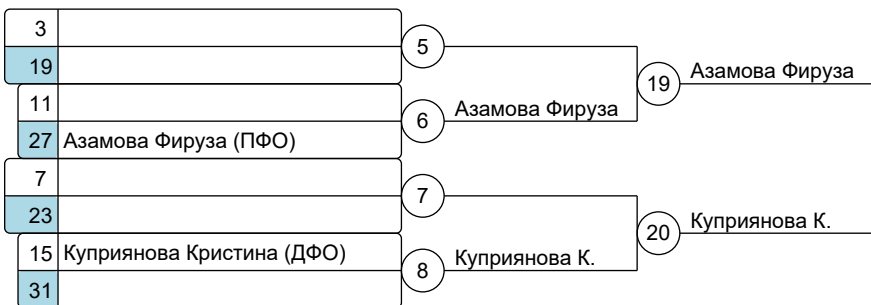 3
5
19
19 Азамова Фируза
11
6 Азамова Фируза
27 Азамова Фируза (ПФО)
7
7
23
20 Куприянова К.
15 Куприянова Кристина (ДФО)
8 Куприянова К.
31